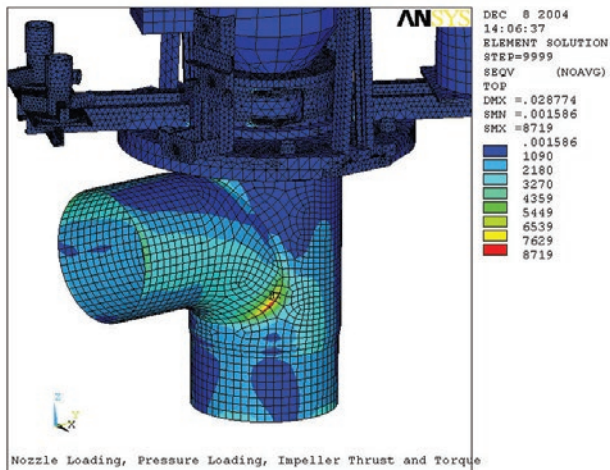 ANSYS
DEC 8 2004
14:06:37
ELEMENT SOLUTION
STEP=9999
SEQV (NOAVG)
TOP
DMX =.028774
SMN =.001586
SMX =8719
.001586
1090
2180
3270
4359
5449
6539
7629
8719
Z
Y
X
Nozzle Loading, Pressure Loading, Impeller Thrust and Torque